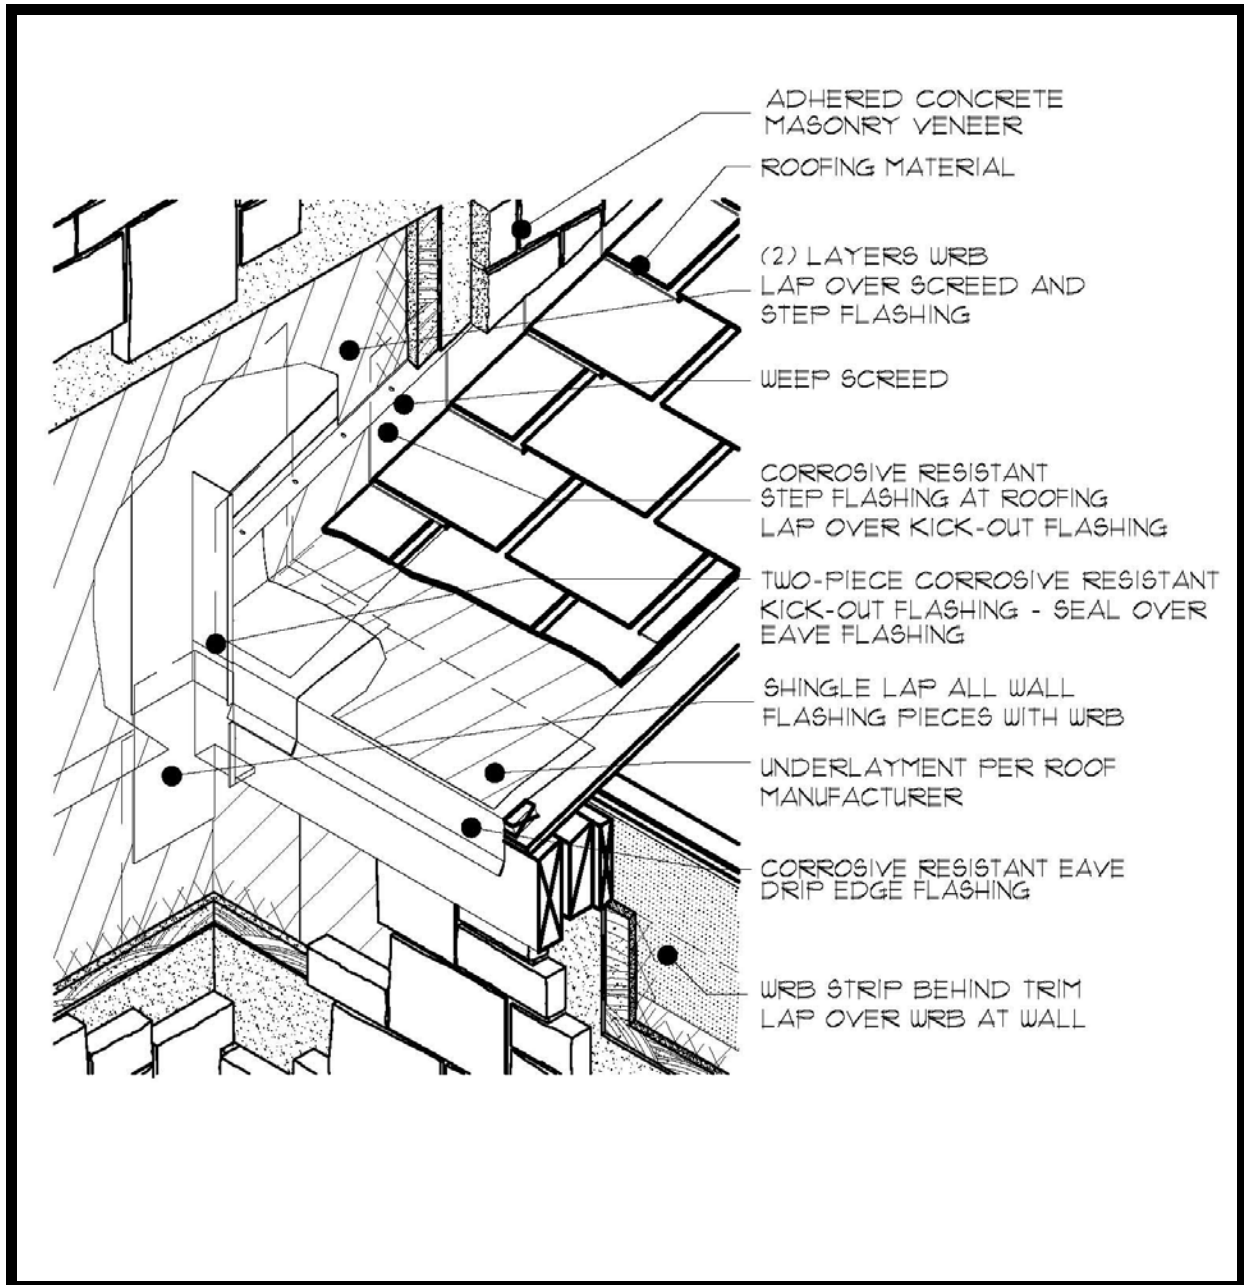 ADHERED CONCRETE
MASONRY VENEER
ROOFING MATERIAL
(2) LAYERS WRB
LAP OVER SCREED AND
STEP FLASHING
WEEP SCREED
CORROSIVE RESISTANT
STEP FLASHING AT ROOFING
LAP OVER KICK-OUT FLASHING
TWO-PIECE CORROSIVE RESISTANT
KICK-OUT FLASHING - SEAL OVER
EAVE FLASHING
SHINGLE LAP ALL WALL
FLASHING PIECES WITH WRB
UNDERLAYMENT PER ROOF
MANUFACTURER
CORROSIVE RESISTANT EAVE
DRIP EDGE FLASHING
WRB STRIP BEHIND TRIM
LAP OVER WRB AT WALL